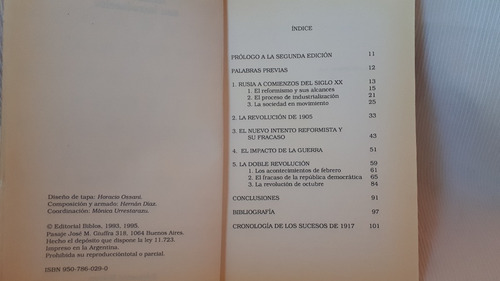 Diseño de tapa: Horacio Ossani.
Composición y armado: Hernán Díaz.
Coordinación: Mónica Urrestarazu.
© Editorial Biblos, 1993, 1995.
Pasaje José M. Giuffra 318, 1064 Buenos Aires.
Hecho el depósito que dispone la ley 11.723.
Impreso en la Argentina.
Prohibida su reproducción total o parcial.
ISBN 950-786-029-0
ÍNDICE
PRÓLOGO A LA SEGUNDA EDICIÓN 11
PALABRAS PREVIAS 12
1. RUSIA A COMIENZOS DEL SIGLO XX 13
1. El reformismo y sus alcances 15
2. El proceso de industrialización 21
3. La sociedad en movimiento 25
2. LA REVOLUCIÓN DE 1905 33
3. EL NUEVO INTENTO REFORMISTA Y
SU FRACASO 43
4. EL IMPACTO DE LA GUERRA 51
5. LA DOBLE REVOLUCIÓN 59
1. Los acontecimientos de febrero 61
2. El fracaso de la república democrática 65
3. La revolución de octubre 84
CONCLUSIONES 91
BIBLIOGRAFÍA 97
CRONOLOGÍA DE LOS SUCESOS DE 1917 101